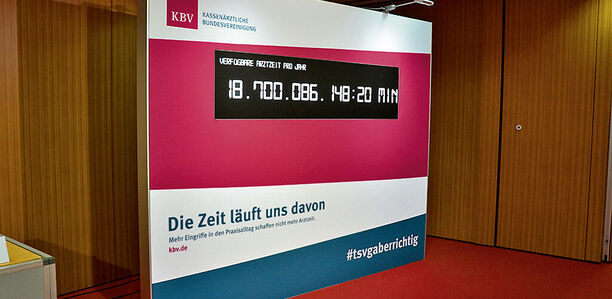 KBV
KASSENÄRZTLICHE
BUNDESVEREINIGUNG
VERFÜGBARE ARZTZEIT PRO JAHR
18.700.086.148:20 MIN
Die Zeit läuft uns davon
Mehr Eingriffe in den Praxisalltag schaffen nicht mehr Arztzeit.
kbv.de
#tsvgaberrichtig